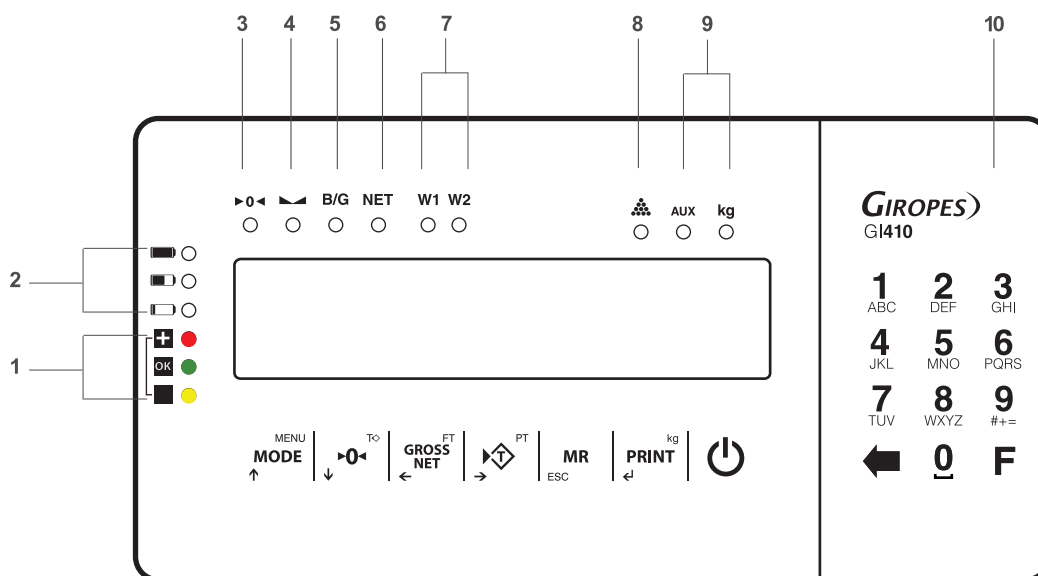 3 4 5 6 7 8 9 10
►0◄ B/G NET W1 W2 AUX kg
GIROPES
GI410
2
1
OK
1 2 3
ABC DEF GHI
4 5 6
JKL MNO PQRS
7 8 9
TUV WXYZ #+=
0 F
MENU T FT PT kg
MODE ►0◄ GROSS NET T MR PRINT
ESC